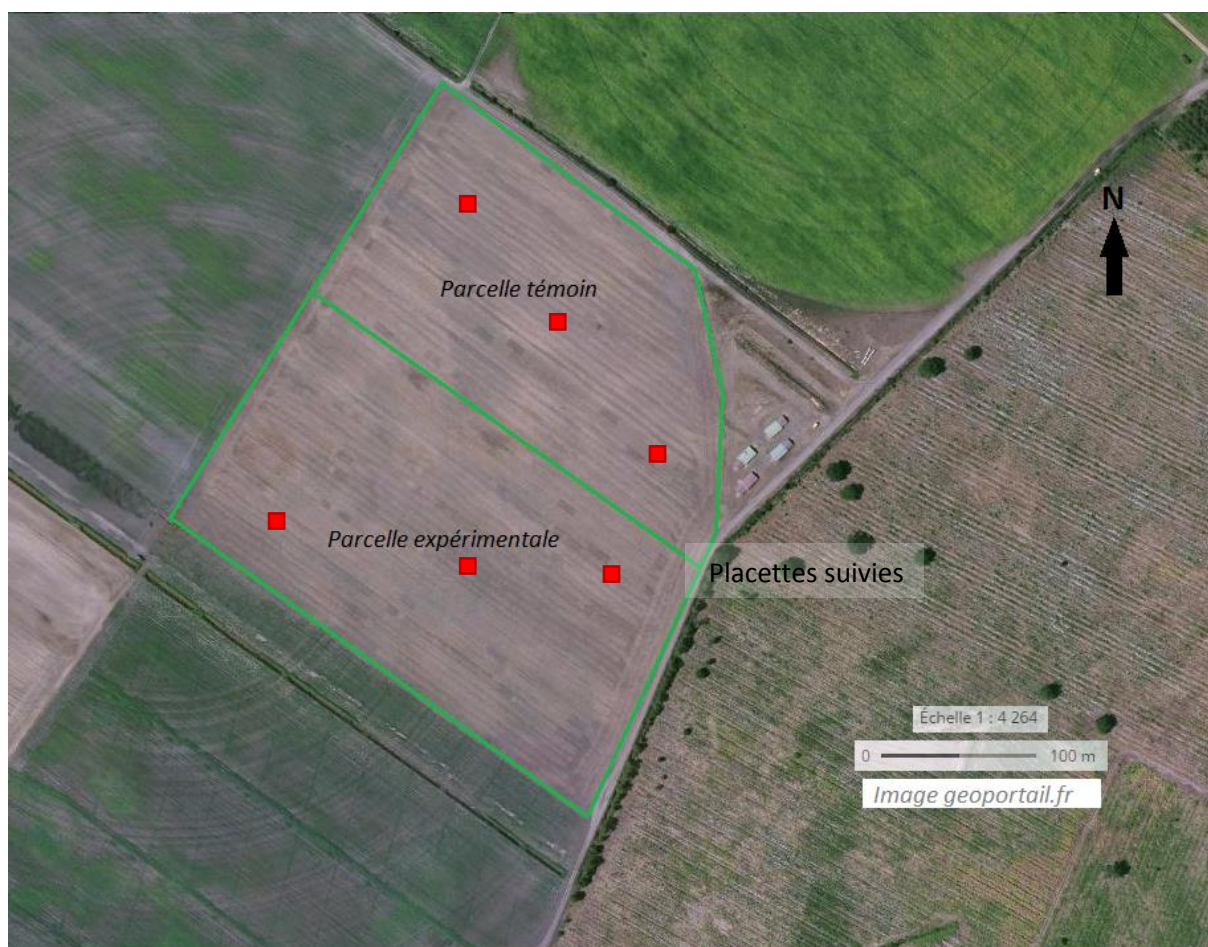 N
Parcelle témoin
Parcelle expérimentale
Placettes suivies
Échelle 1 : 4 264
0 100 m
Image geoportail.fr